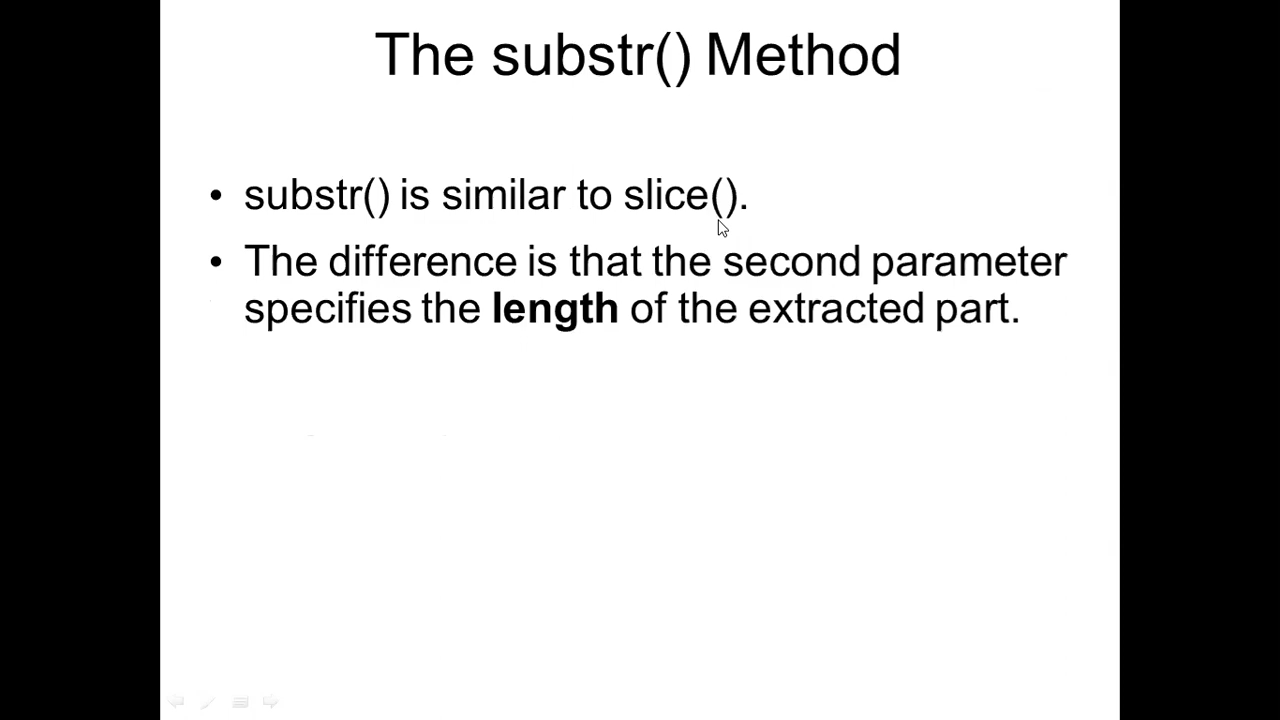 The substr() Method
• substr() is similar to slice().
• The difference is that the second parameter
specifies the length of the extracted part.